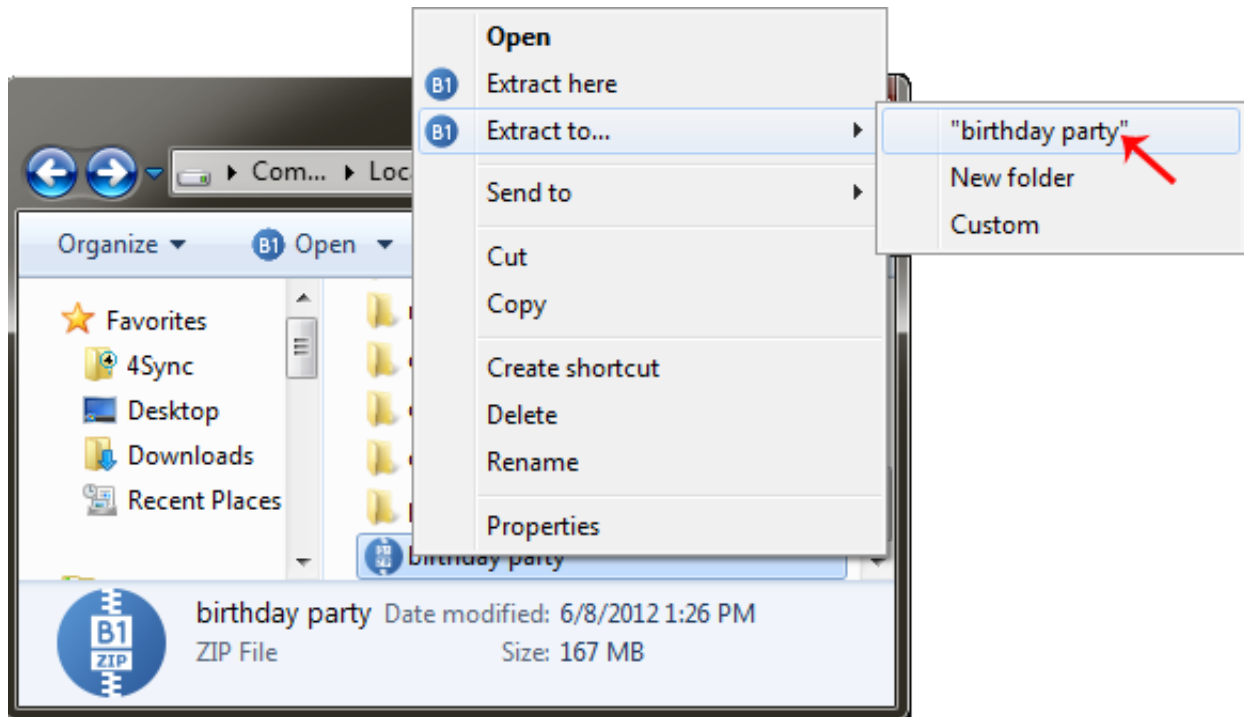 Open
B1 Extract here
B1 Extract to...
"birthday party"
New folder
Custom
Send to
Cut
Copy
Create shortcut
Delete
Rename
Properties
Com...
Organize
B1 Open
Favorites
4Sync
Desktop
Downloads
Recent Places
birthday party
B1
ZIP
birthday party Date modified: 6/8/2012 1:26 PM
ZIP File Size: 167 MB